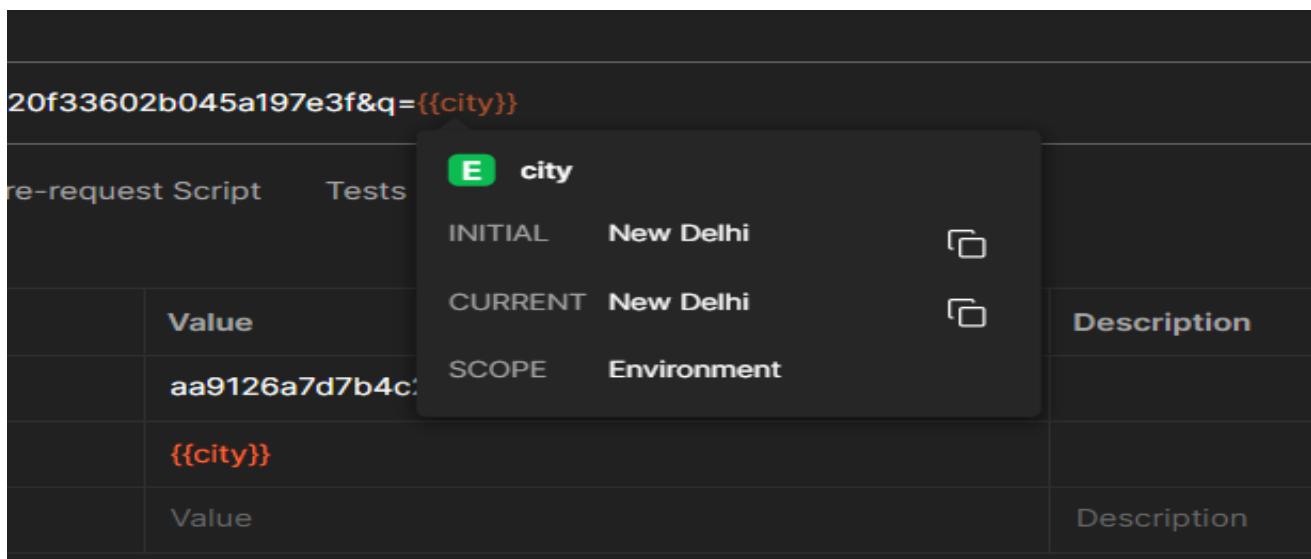 20f33602b045a197e3f&q={{city}}
E city
re-request Script Tests
INITIAL New Delhi
CURRENT New Delhi
SCOPE Environment
Value Description
aa9126a7d7b4c
{{city}}
Value Description